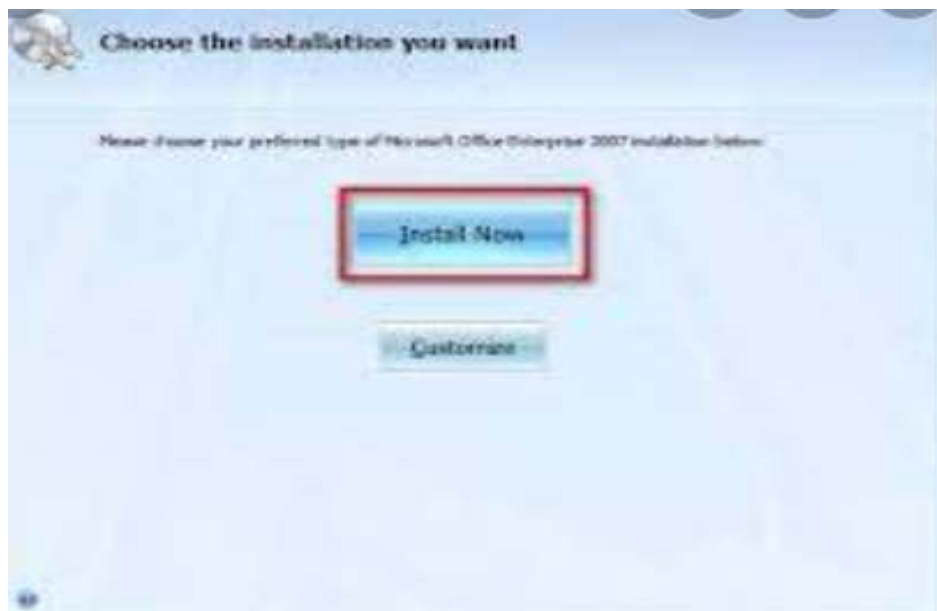 Choose the installation you want
Please choose your preferred type of Microsoft Office Enterprise 2007 installation below.
Install Now
Customize